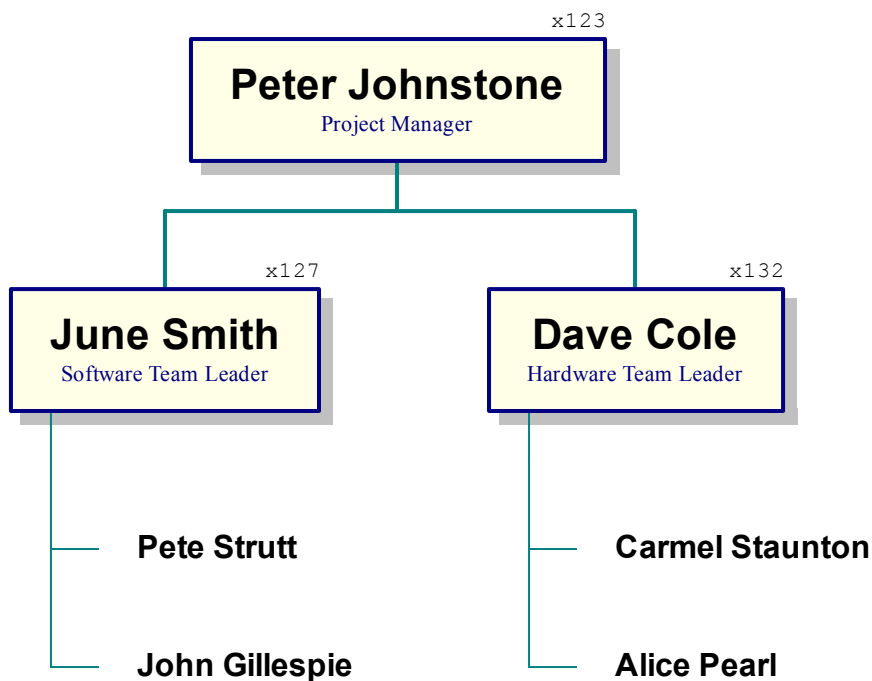 x123
Peter Johnstone
Project Manager
x127
June Smith
Software Team Leader
x132
Dave Cole
Hardware Team Leader
Pete Strutt
John Gillespie
Carmel Staunton
Alice Pearl